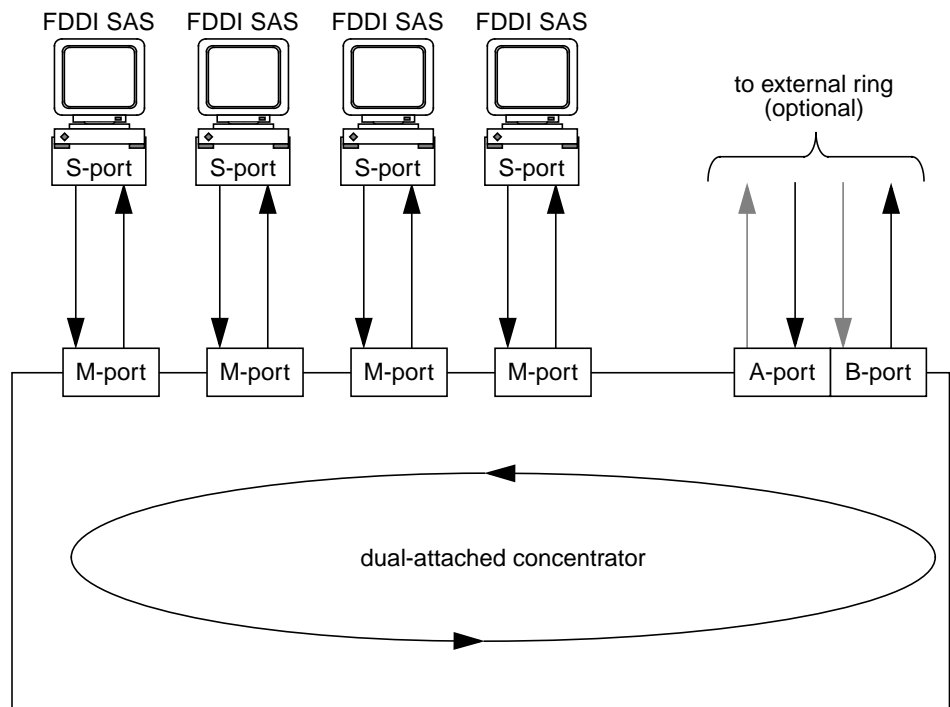 FDDI SAS FDDI SAS FDDI SAS FDDI SAS
to external ring
(optional)
S-port S-port S-port S-port
M-port M-port M-port M-port A-port B-port
dual-attached concentrator